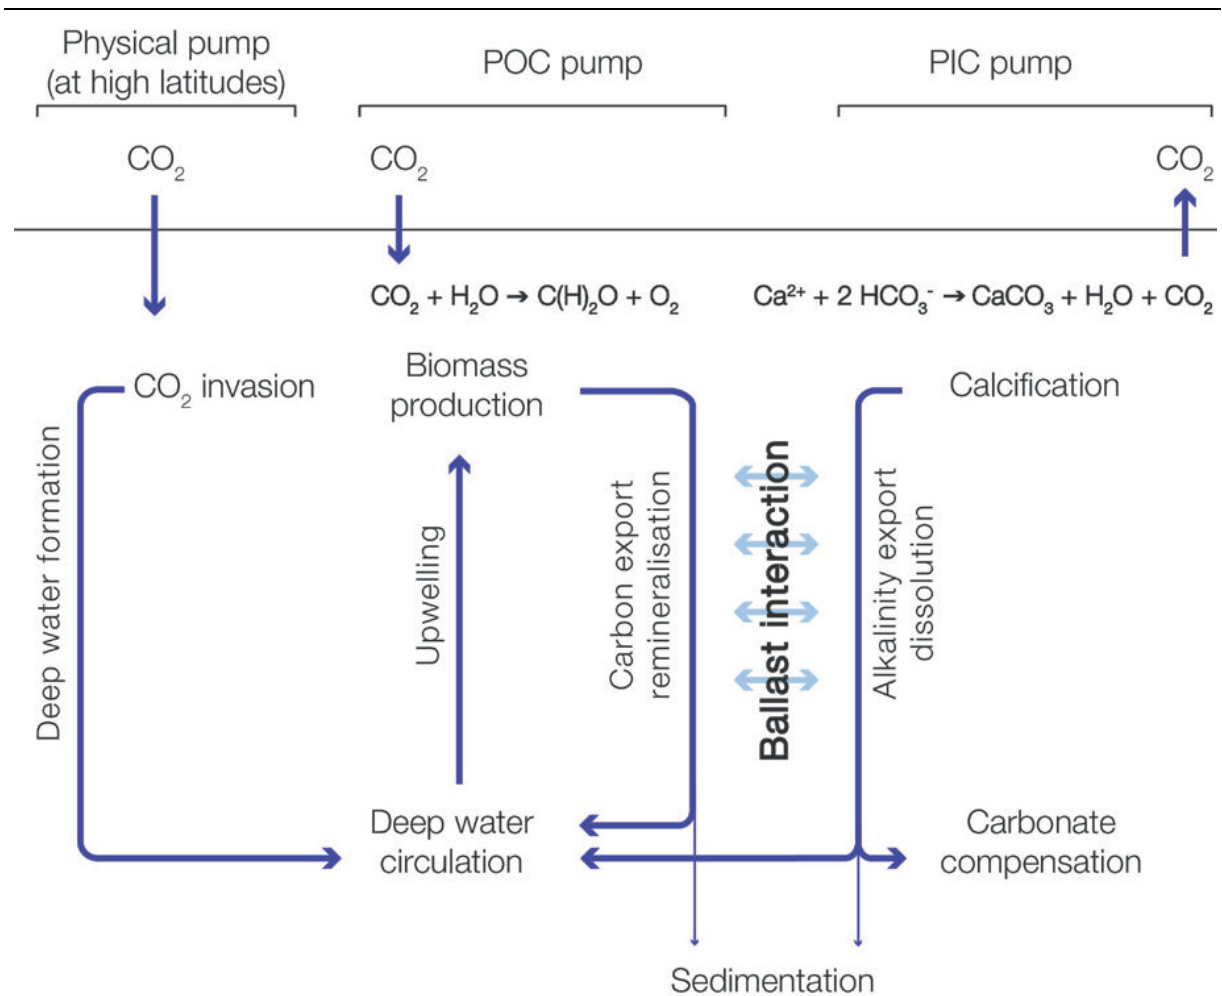 Physical pump
(at high latitudes)
POC pump
PIC pump
CO₂
CO₂
CO₂
CO₂ + H₂O → C(H)₂O + O₂
Ca²⁺ + 2 HCO₃⁻ → CaCO₃ + H₂O + CO₂
CO₂ invasion
Biomass
production
Calcification
Deep water formation
Upwelling
Carbon export
remineralisation
Ballast interaction
Alkalinity export
dissolution
Deep water
circulation
Carbonate
compensation
Sedimentation